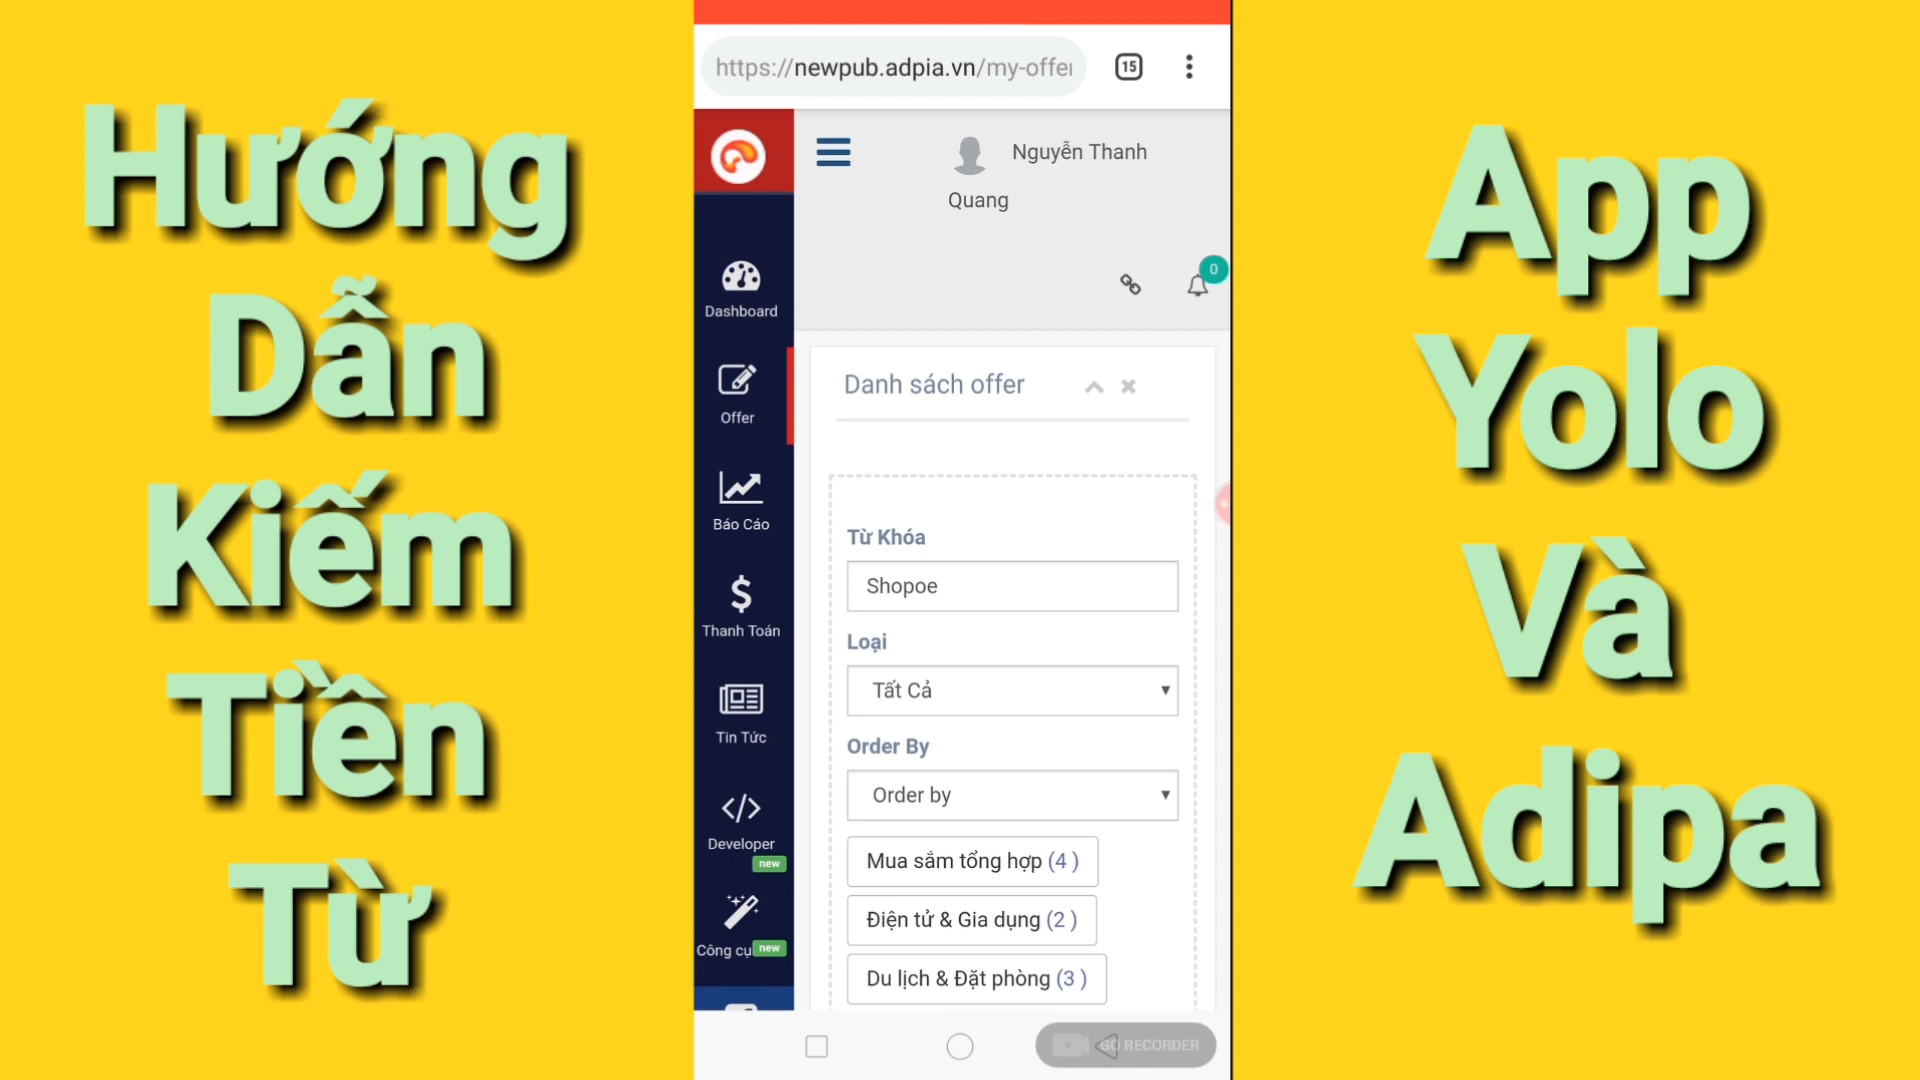 Hướng
Dẫn
Kiếm
Tiền
Từ
https://newpub.adpia.vn/my-offer
15
Nguyễn Thanh
Quang
0
Dashboard
Offer
Báo Cáo
Thanh Toán
Tin Tức
Developer
new
Công cụ
new
Danh sách offer
Từ Khóa
Shopoe
Loại
Tất Cả
Order By
Order by
Mua sắm tổng hợp (4 )
Điện tử & Gia dụng (2 )
Du lịch & Đặt phòng (3 )
GO RECORDER
App
Yolo
Và
Adipa